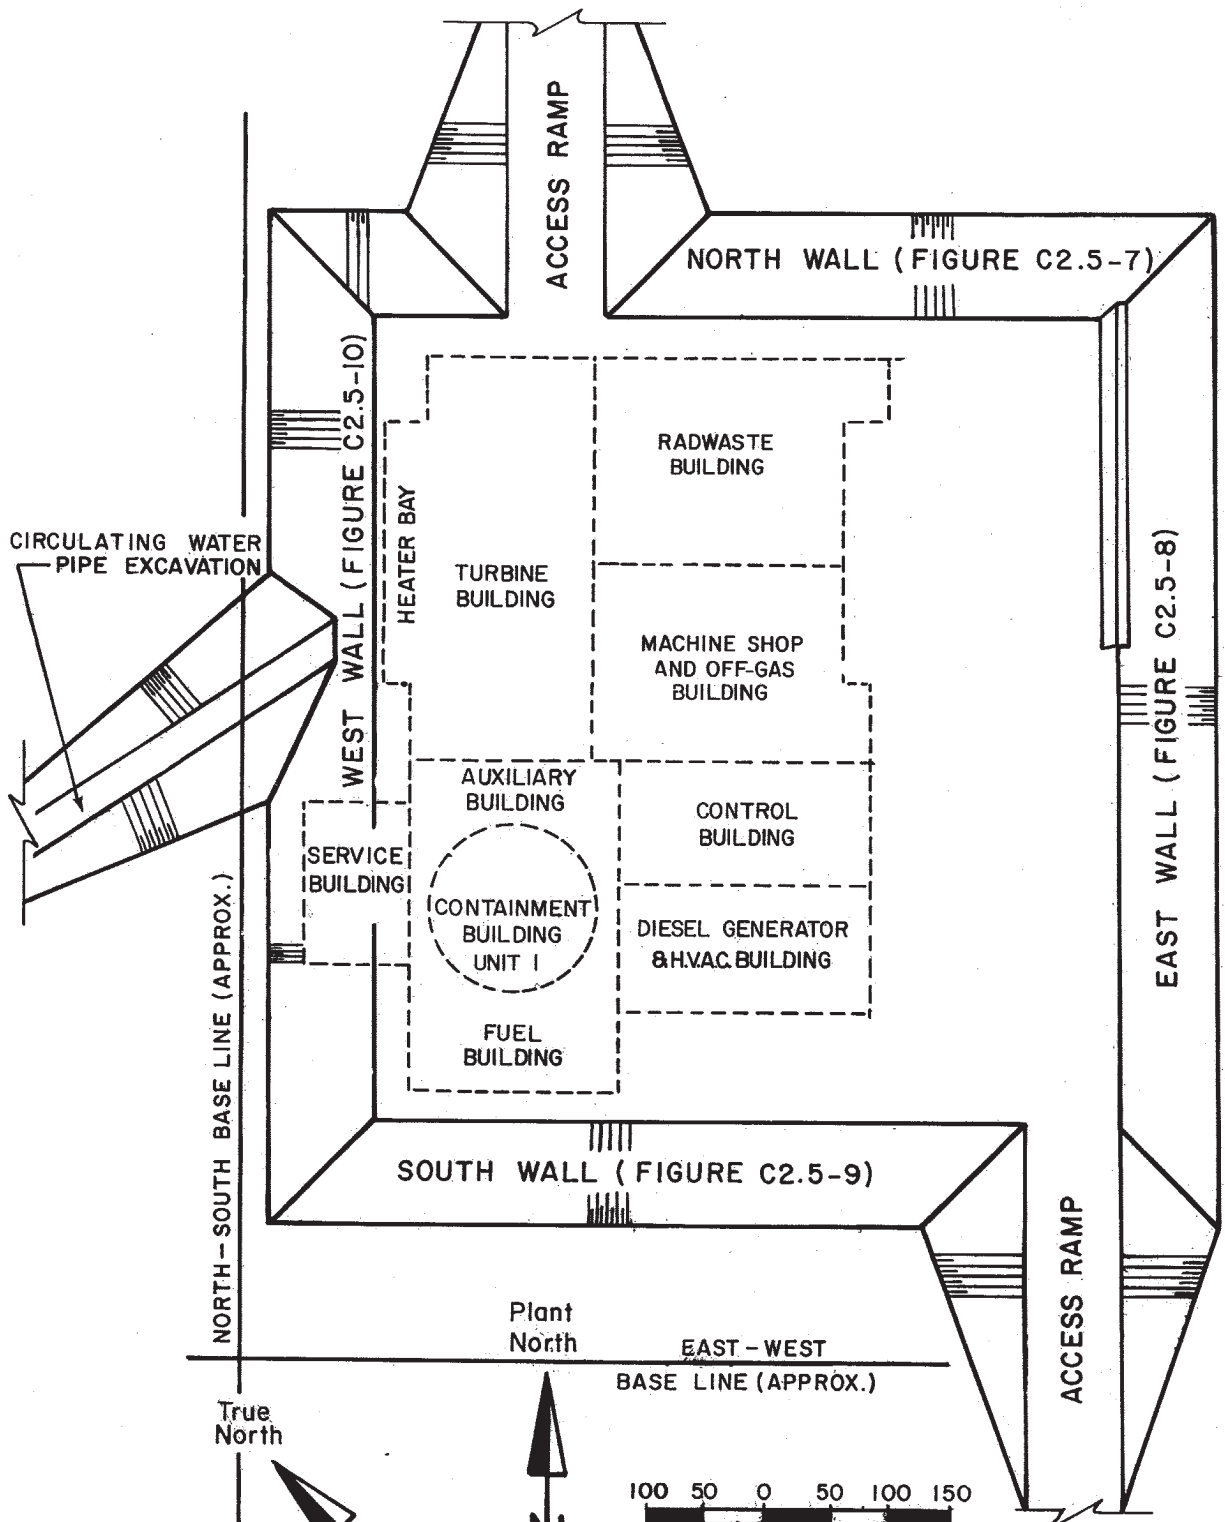 ACCESS RAMP
NORTH WALL (FIGURE C2.5-7)
WEST WALL (FIGURE C2.5-10)
RADWASTE
BUILDING
HEATER BAY
CIRCULATING WATER
PIPE EXCAVATION
TURBINE
BUILDING
EAST WALL (FIGURE C2.5-8)
MACHINE SHOP
AND OFF-GAS
BUILDING
AUXILIARY
BUILDING
CONTROL
BUILDING
SERVICE
BUILDING
CONTAINMENT
BUILDING
UNIT 1
DIESEL GENERATOR
& H.V.A.C. BUILDING
FUEL
BUILDING
NORTH-SOUTH BASE LINE (APPROX.)
SOUTH WALL (FIGURE C2.5-9)
ACCESS RAMP
Plant
North
EAST-WEST
BASE LINE (APPROX.)
True
North
100 50 0 50 100 150